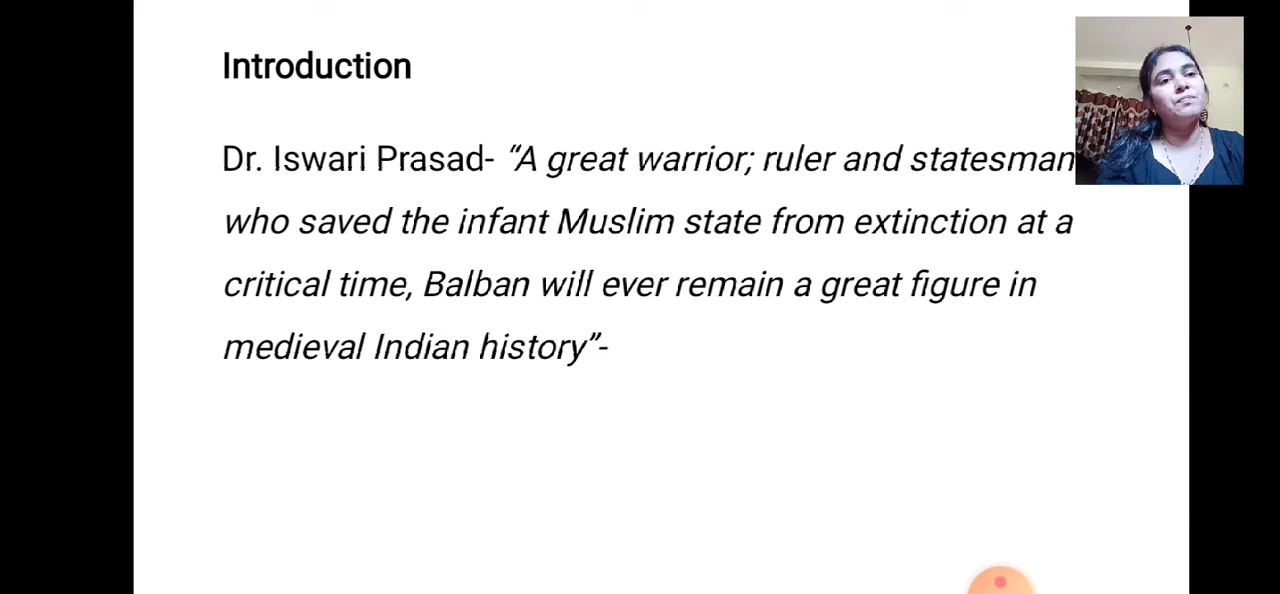 Introduction
Dr. Iswari Prasad- “A great warrior; ruler and statesman
who saved the infant Muslim state from extinction at a
critical time, Balban will ever remain a great figure in
medieval Indian history”-